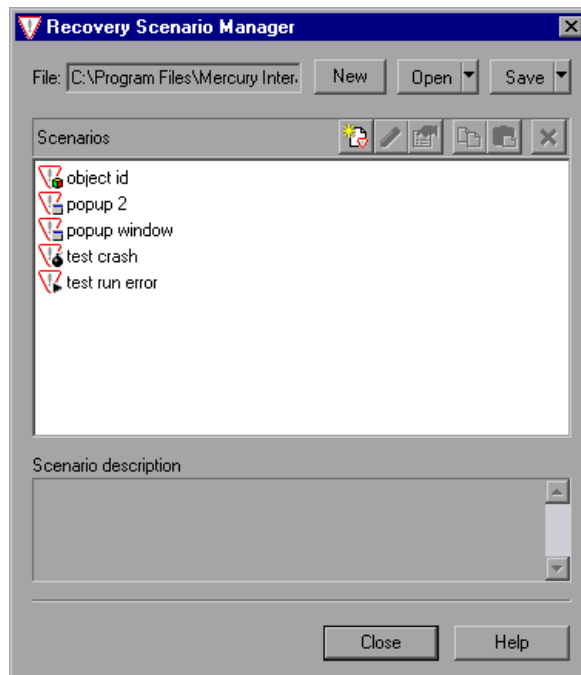 Recovery Scenario Manager
File: C:\Program Files\Mercury Inter. New Open Save
Scenarios
object id
popup 2
popup window
test crash
test run error
Scenario description
Close Help